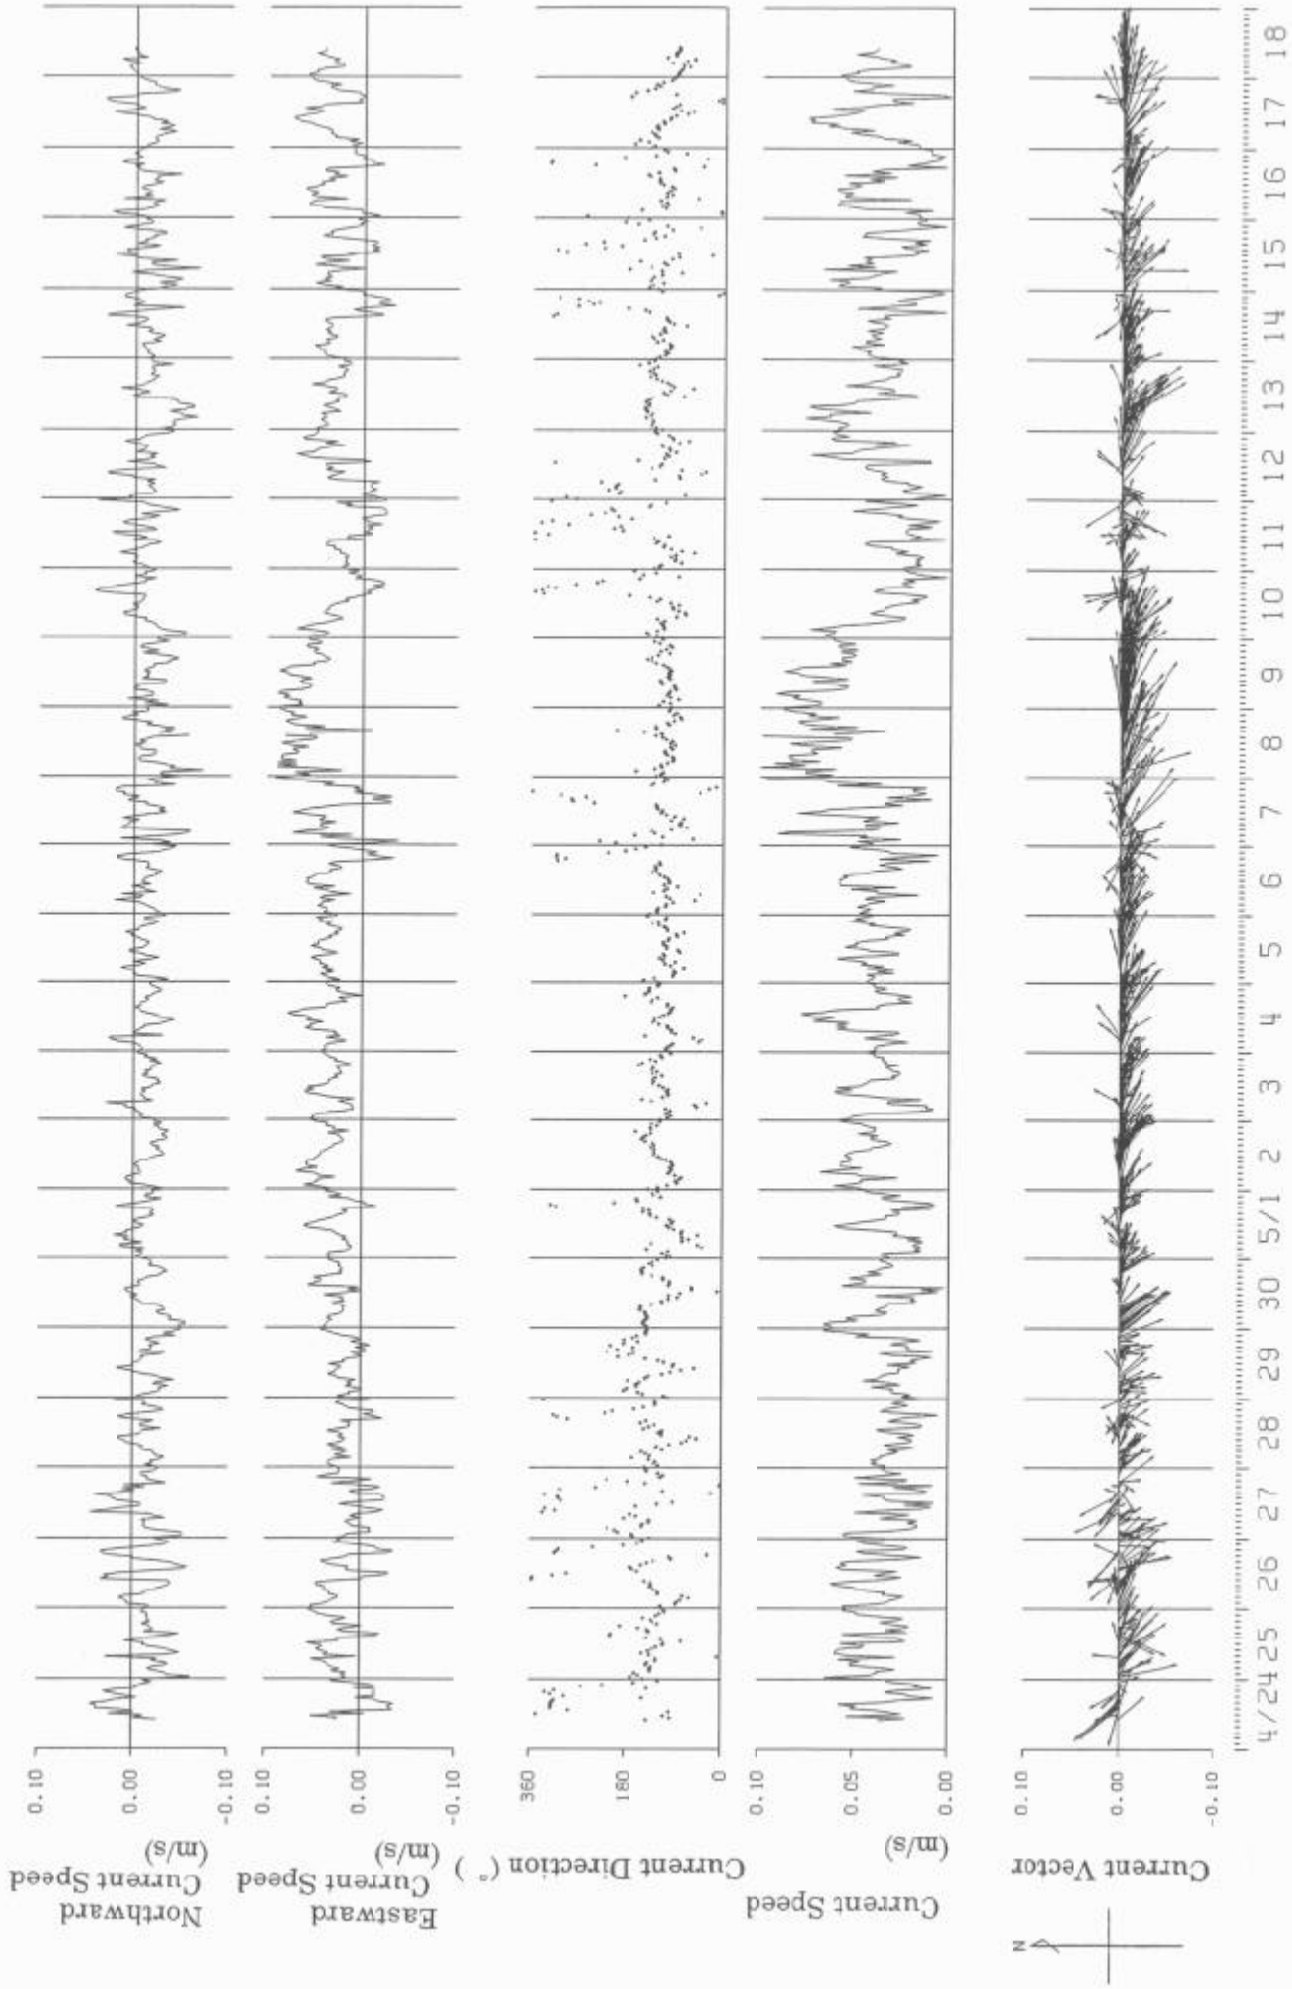 Northward
Current Speed
(m/s)
0.10
0.00
-0.10
Eastward
Current Speed
(m/s)
0.10
0.00
-0.10
Current Direction (°)
360
180
0
Current Speed
(m/s)
0.10
0.05
0.00
N
Current Vector
0.10
0.00
-0.10
4/24 25 26 27 28 29 30 5/1 2 3 4 5 6 7 8 9 10 11 12 13 14 15 16 17 18